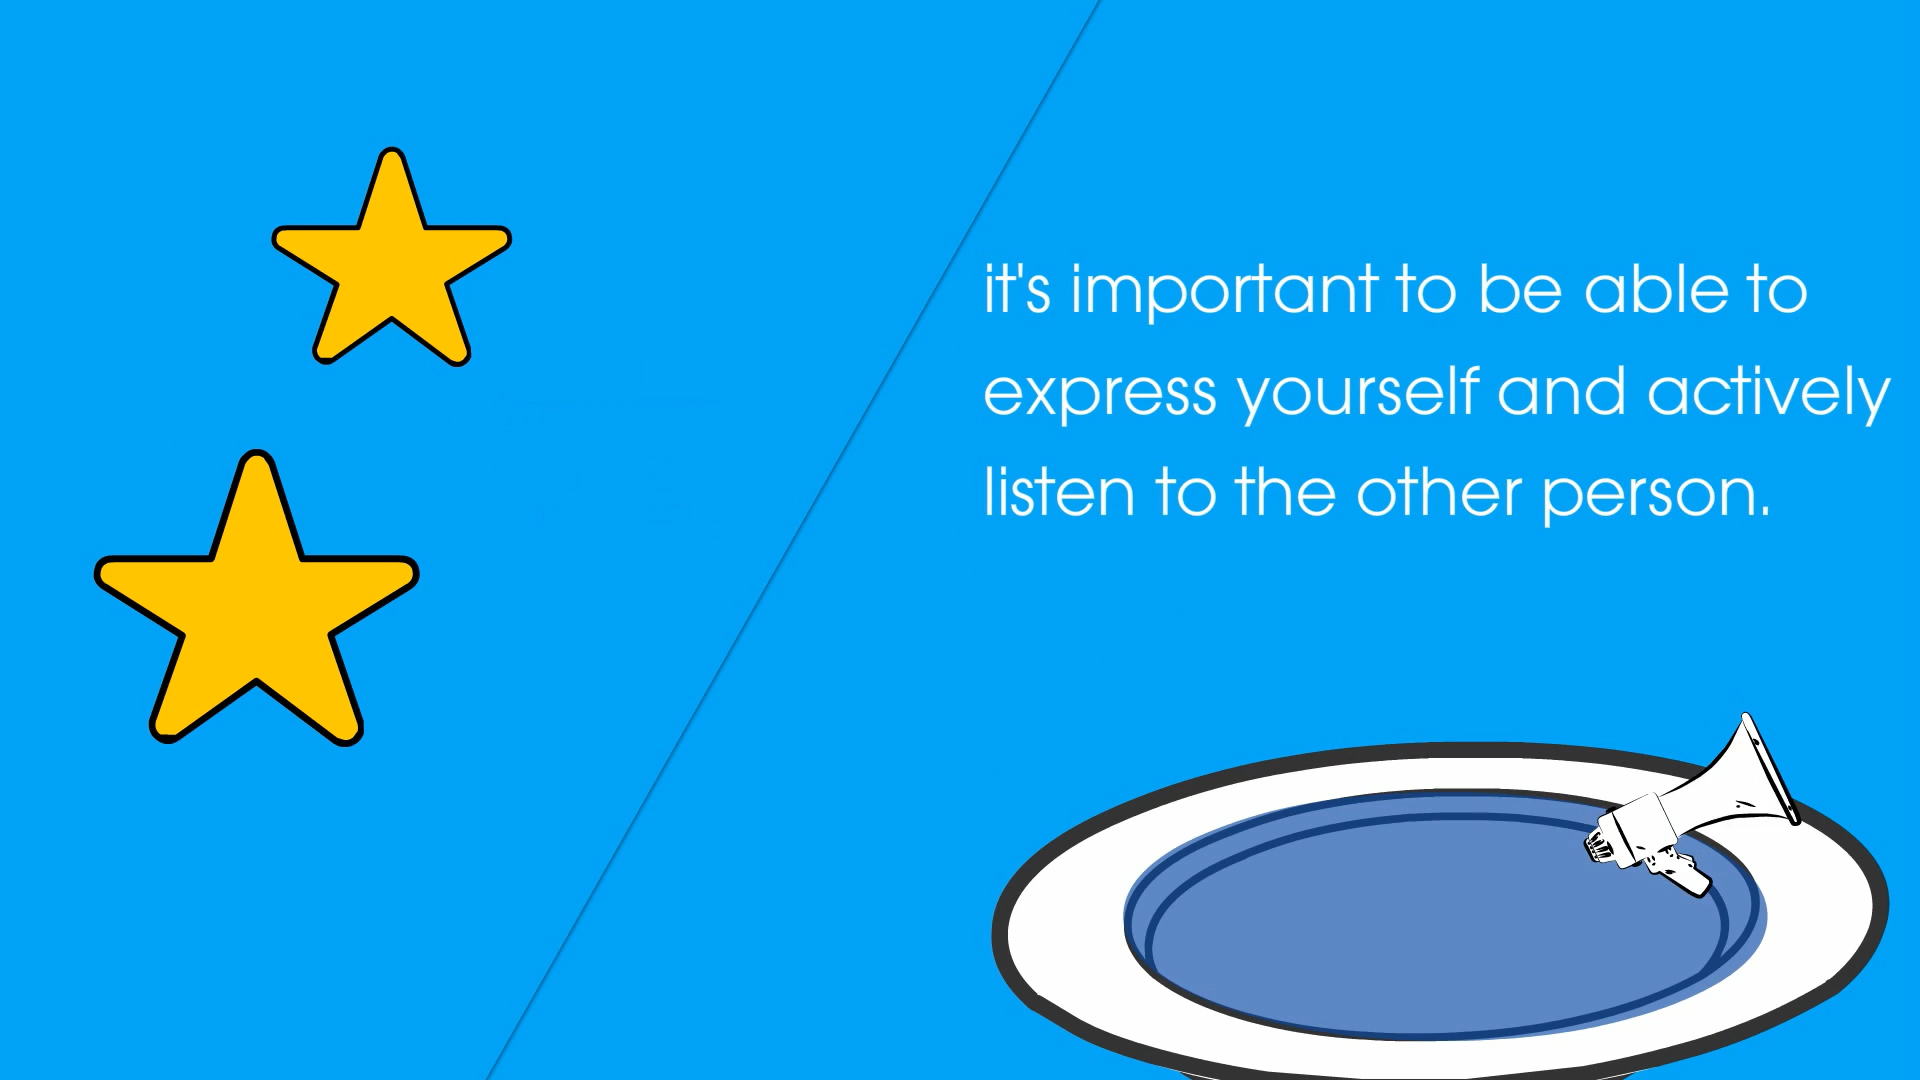 it's important to be able to
express yourself and actively
listen to the other person.